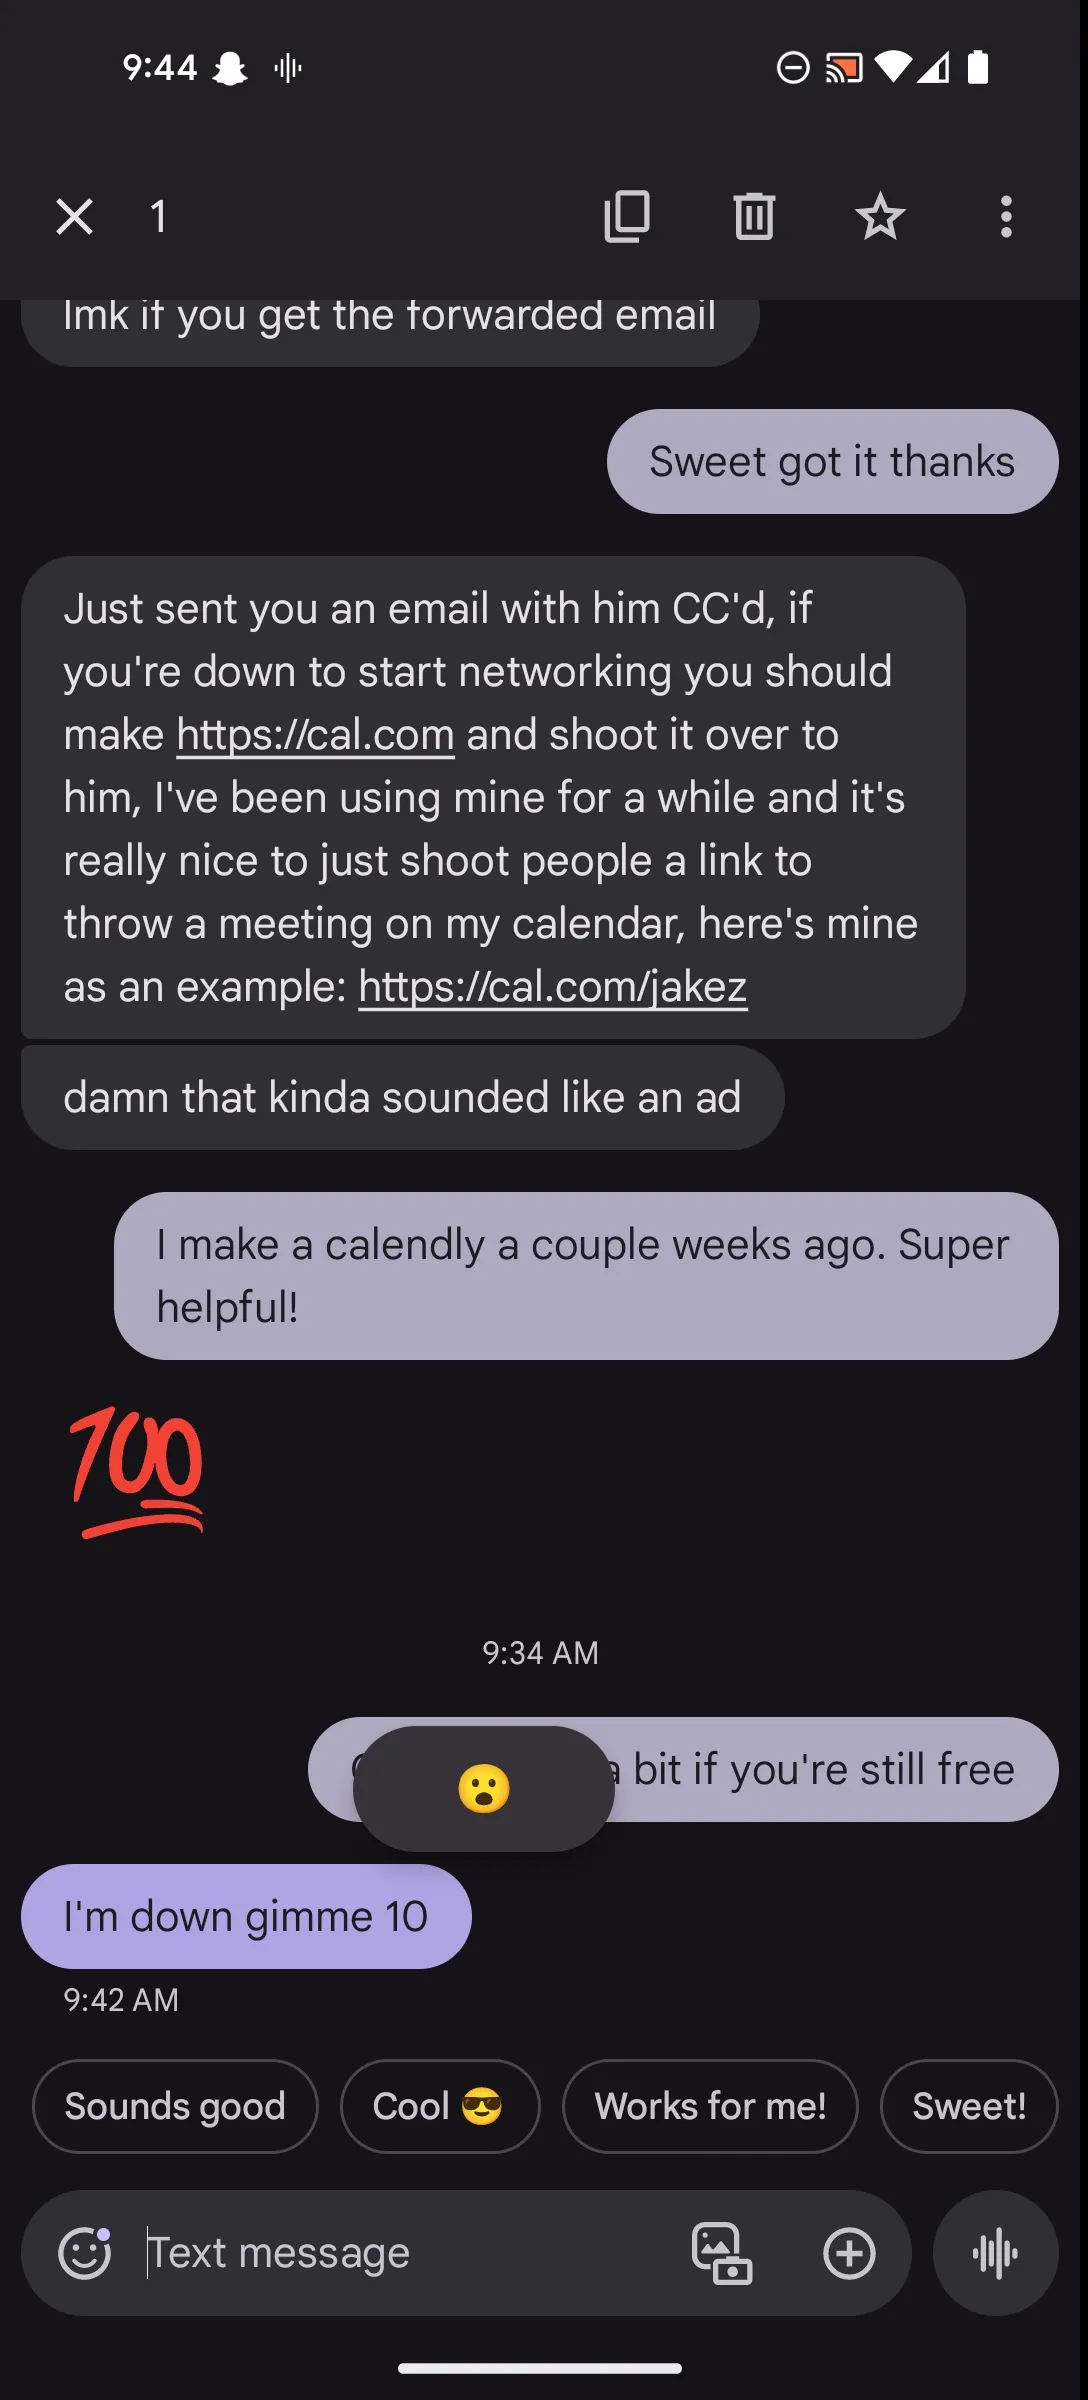 9:44
1
lmk if you get the forwarded email
Sweet got it thanks
Just sent you an email with him CC'd, if
you're down to start networking you should
make https://cal.com and shoot it over to
him, I've been using mine for a while and it's
really nice to just shoot people a link to
throw a meeting on my calendar, here's mine
as an example: https://cal.com/jakez
damn that kinda sounded like an ad
I make a calendly a couple weeks ago. Super
helpful!
💯
9:34 AM
a bit if you're still free
😮
I'm down gimme 10
9:42 AM
Sounds good
Cool 😎
Works for me!
Sweet!
Text message